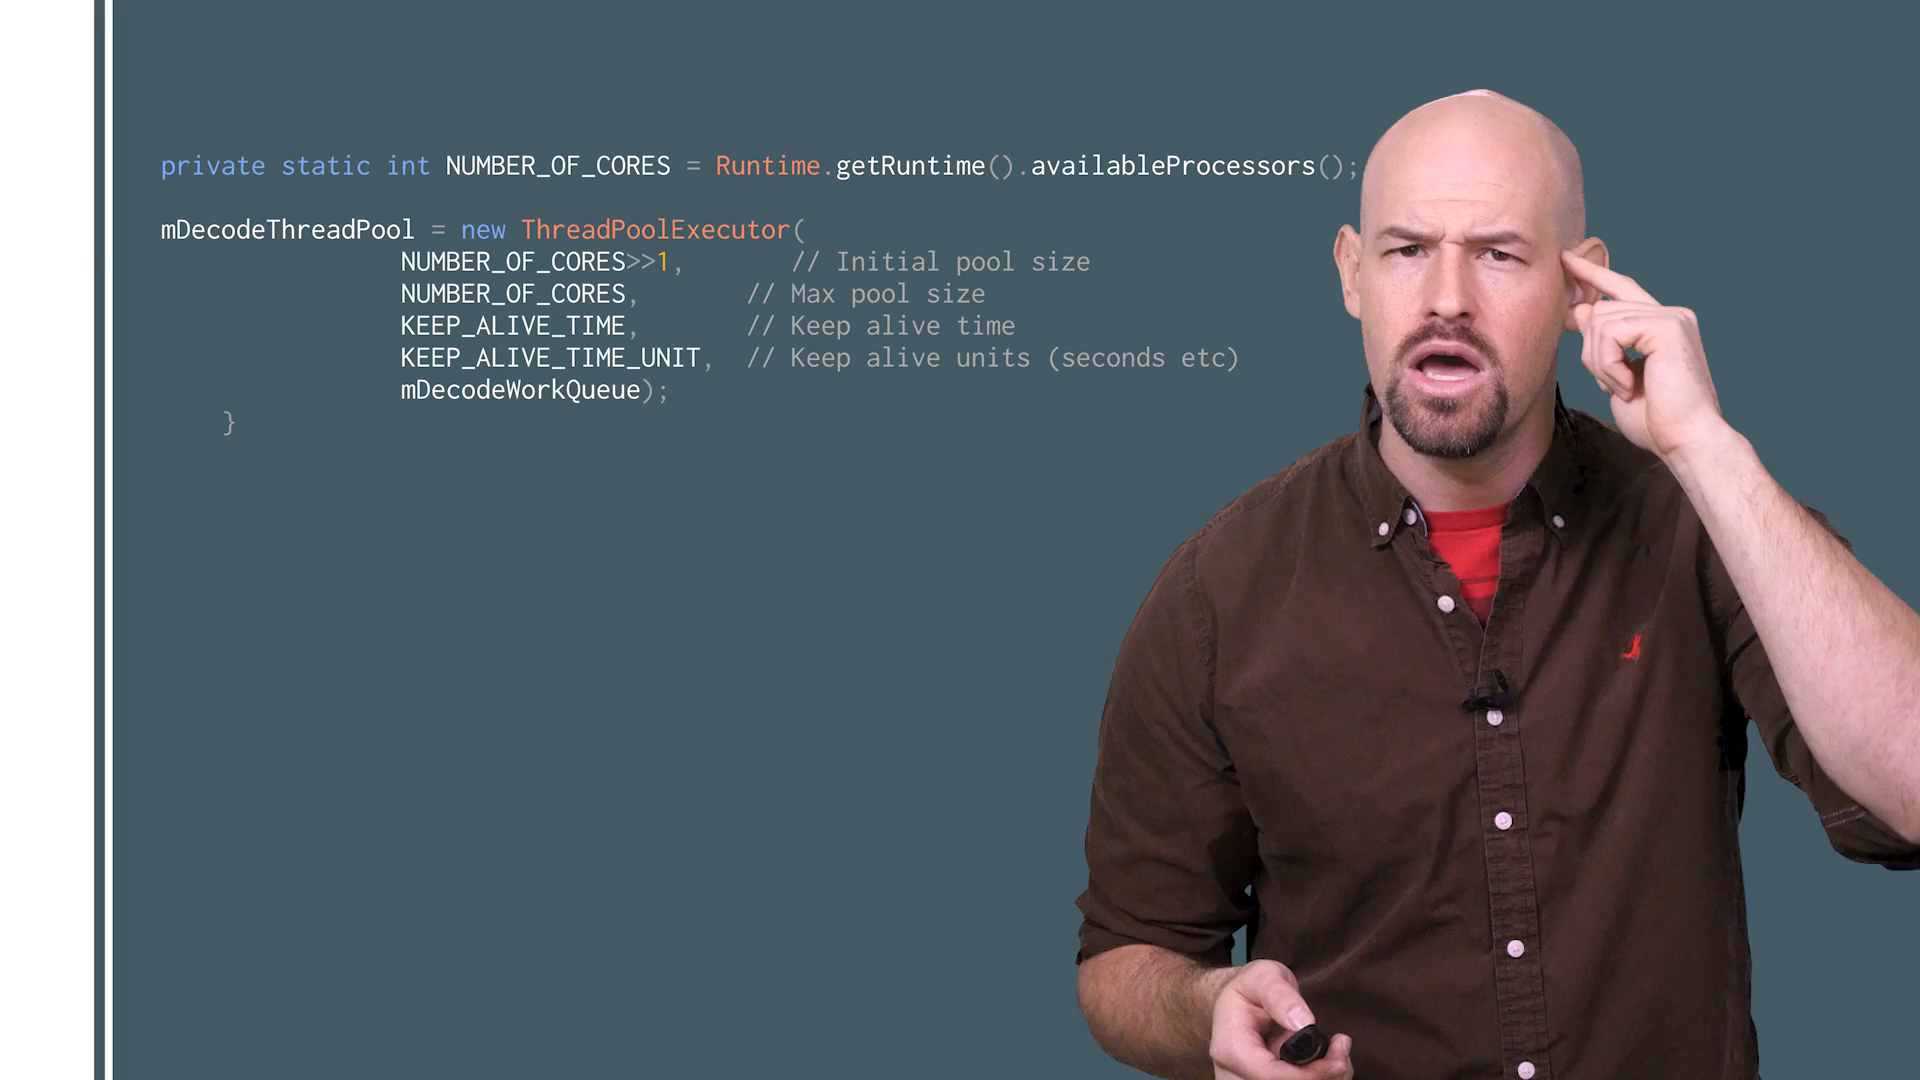 private static int NUMBER_OF_CORES = Runtime.getRuntime().availableProcessors();
mDecodeThreadPool = new ThreadPoolExecutor(
NUMBER_OF_CORES>>1, // Initial pool size
NUMBER_OF_CORES, // Max pool size
KEEP_ALIVE_TIME, // Keep alive time
KEEP_ALIVE_TIME_UNIT, // Keep alive units (seconds etc)
mDecodeWorkQueue);
}